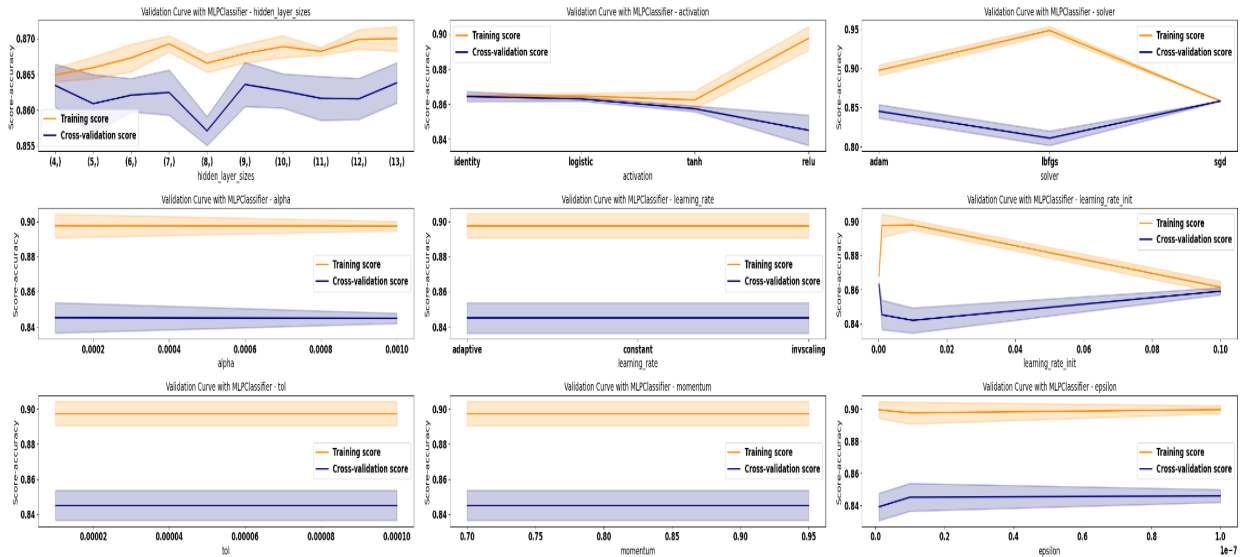 Validation Curve with MLPClassifier - hidden_layer_sizes
Score-accuracy
0.870
0.865
0.860
0.855
Training score
Cross-validation score
(4,) (5,) (6,) (7,) (8,) (9,) (10,) (11,) (12,) (13,)
hidden_layer_sizes
Validation Curve with MLPClassifier - activation
Score-accuracy
0.90
0.88
0.86
0.84
Training score
Cross-validation score
identity logistic tanh relu
activation
Validation Curve with MLPClassifier - solver
Score-accuracy
0.95
0.90
0.85
0.80
Training score
Cross-validation score
adam lbfgs sgd
solver
Validation Curve with MLPClassifier - alpha
Score-accuracy
0.90
0.88
0.86
0.84
Training score
Cross-validation score
0.0002 0.0004 0.0006 0.0008 0.0010
alpha
Validation Curve with MLPClassifier - learning_rate
Score-accuracy
0.90
0.88
0.86
0.84
Training score
Cross-validation score
adaptive constant invscaling
learning_rate
Validation Curve with MLPClassifier - learning_rate_init
Score-accuracy
0.90
0.88
0.86
0.84
Training score
Cross-validation score
0.00 0.02 0.04 0.06 0.08 0.10
learning_rate_init
Validation Curve with MLPClassifier - tol
Score-accuracy
0.90
0.88
0.86
0.84
Training score
Cross-validation score
0.00002 0.00004 0.00006 0.00008 0.00010
tol
Validation Curve with MLPClassifier - momentum
Score-accuracy
0.90
0.88
0.86
0.84
Training score
Cross-validation score
0.70 0.75 0.80 0.85 0.90 0.95
momentum
Validation Curve with MLPClassifier - epsilon
Score-accuracy
0.90
0.88
0.86
0.84
Training score
Cross-validation score
0.0 0.2 0.4 0.6 0.8 1.0
1e-7
epsilon